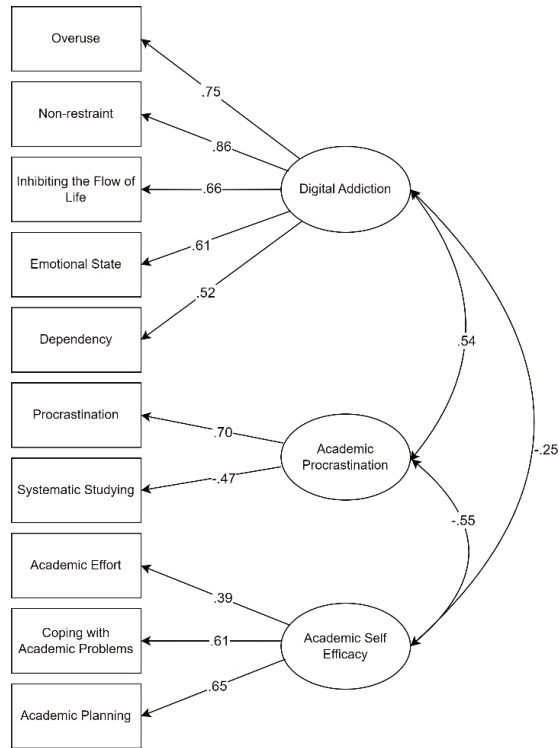 Overuse
.75
Non-restraint
.86
Inhibiting the Flow of
Life
.66
Digital Addiction
Emotional State
.61
.52
Dependency
.54
Procrastination
.70
Academic
Procrastination
-.25
Systematic Studying
-.47
-.55
Academic Effort
.39
Coping with
Academic Problems
.61
Academic Self
Efficacy
.65
Academic Planning